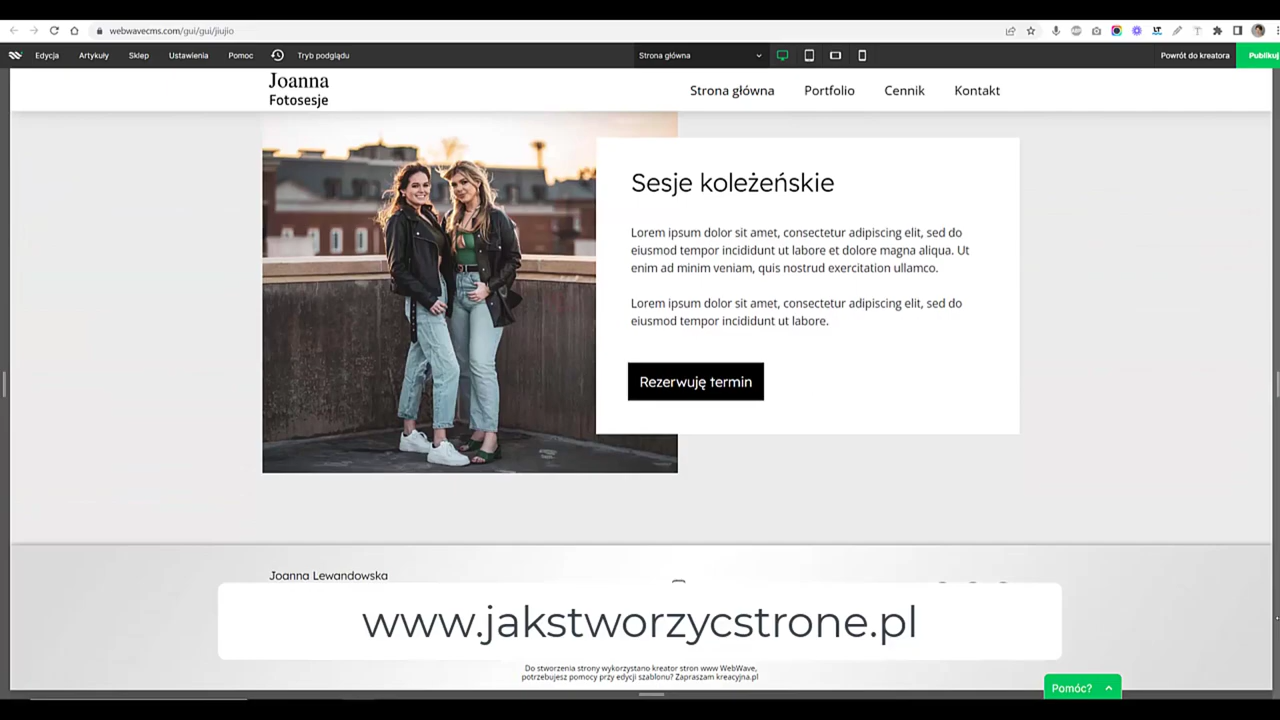 webwavecms.com/gui/gui/jiujio
Edycja Artykuły Sklep Ustawienia Pomoc Tryb podglądu Strona główna Powrót do kreatora Publikuj
Joanna
Fotosesje
Strona główna Portfolio Cennik Kontakt
Sesje koleżeńskie
Lorem ipsum dolor sit amet, consectetur adipiscing elit, sed do
eiusmod tempor incididunt ut labore et dolore magna aliqua. Ut
enim ad minim veniam, quis nostrud exercitation ullamco.
Lorem ipsum dolor sit amet, consectetur adipiscing elit, sed do
eiusmod tempor incididunt ut labore.
Rezerwuję termin
Joanna Lewandowska
www.jakstworzycstrone.pl
Do stworzenia strony wykorzystano kreator stron www WebWave,
potrzebujesz pomocy przy edycji szablonu? Zapraszam kreacyjna.pl
Pomóc?